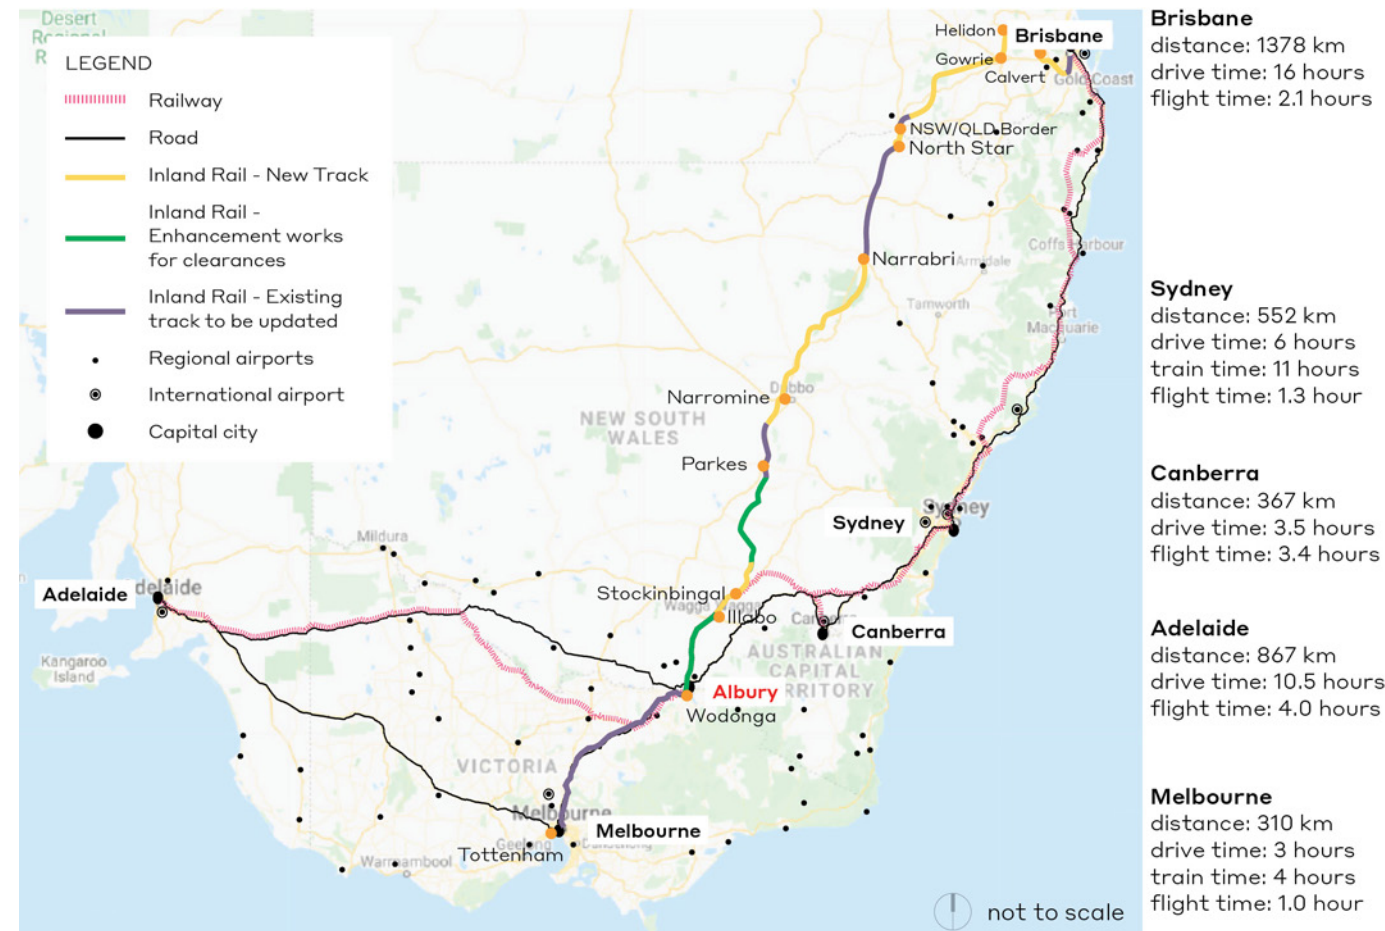 Desert
LEGEND
Railway
Road
Inland Rail - New Track
Inland Rail -
Enhancement works
for clearances
Inland Rail - Existing
track to be updated
Regional airports
International airport
Capital city
Helidon
Brisbane
Gowrie
Calvert
Gold Coast
NSW/QLD Border
North Star
Coffs Harbour
Narrabri
Armidale
Tamworth
Port
Macquarie
Narromine
Dubbo
NEW SOUTH
WALES
Parkes
Sydney
Sydney
Mildura
Adelaide
Adelaide
Stockinbingal
Wagga Wagga
Illabo
Canberra
Canberra
Kangaroo
Island
AUSTRALIAN
CAPITAL
TERRITORY
Albury
Wodonga
VICTORIA
Melbourne
Melbourne
Geelong
Dandenong
Tottenham
Warrnambool
not to scale
Brisbane
distance: 1378 km
drive time: 16 hours
flight time: 2.1 hours
Sydney
distance: 552 km
drive time: 6 hours
train time: 11 hours
flight time: 1.3 hour
Canberra
distance: 367 km
drive time: 3.5 hours
flight time: 3.4 hours
Adelaide
distance: 867 km
drive time: 10.5 hours
flight time: 4.0 hours
Melbourne
distance: 310 km
drive time: 3 hours
train time: 4 hours
flight time: 1.0 hour